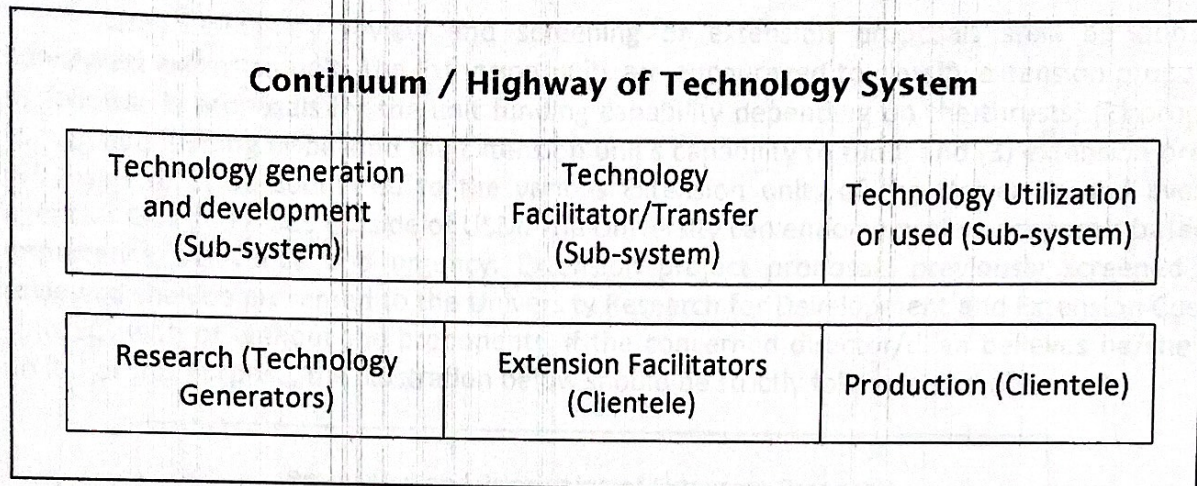 Continuum / Highway of Technology System
Technology generation
and development
(Sub-system)
Technology
Facilitator/Transfer
(Sub-system)
Technology Utilization
or used (Sub-system)
Research (Technology
Generators)
Extension Facilitators
(Clientele)
Production (Clientele)